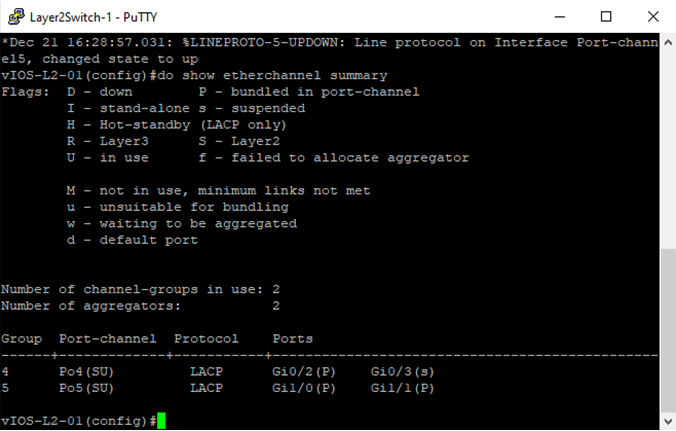 Layer2Switch-1 - PuTTY
*Dec 21 16:28:57.031: %LINEPROTO-5-UPDOWN: Line protocol on Interface Port-chann
el5, changed state to up
vIOS-L2-01(config)#do show etherchannel summary
Flags:  D - down        P - bundled in port-channel
        I - stand-alone s - suspended
        H - Hot-standby (LACP only)
        R - Layer3      S - Layer2
        U - in use      f - failed to allocate aggregator
        M - not in use, minimum links not met
        u - unsuitable for bundling
        w - waiting to be aggregated
        d - default port
Number of channel-groups in use: 2
Number of aggregators:           2
Group  Port-channel  Protocol    Ports
------+-------------+-----------+-----------------------------------------------
4      Po4(SU)         LACP      Gi0/2(P)    Gi0/3(s)
5      Po5(SU)         LACP      Gi1/0(P)    Gi1/1(P)
vIOS-L2-01(config)#